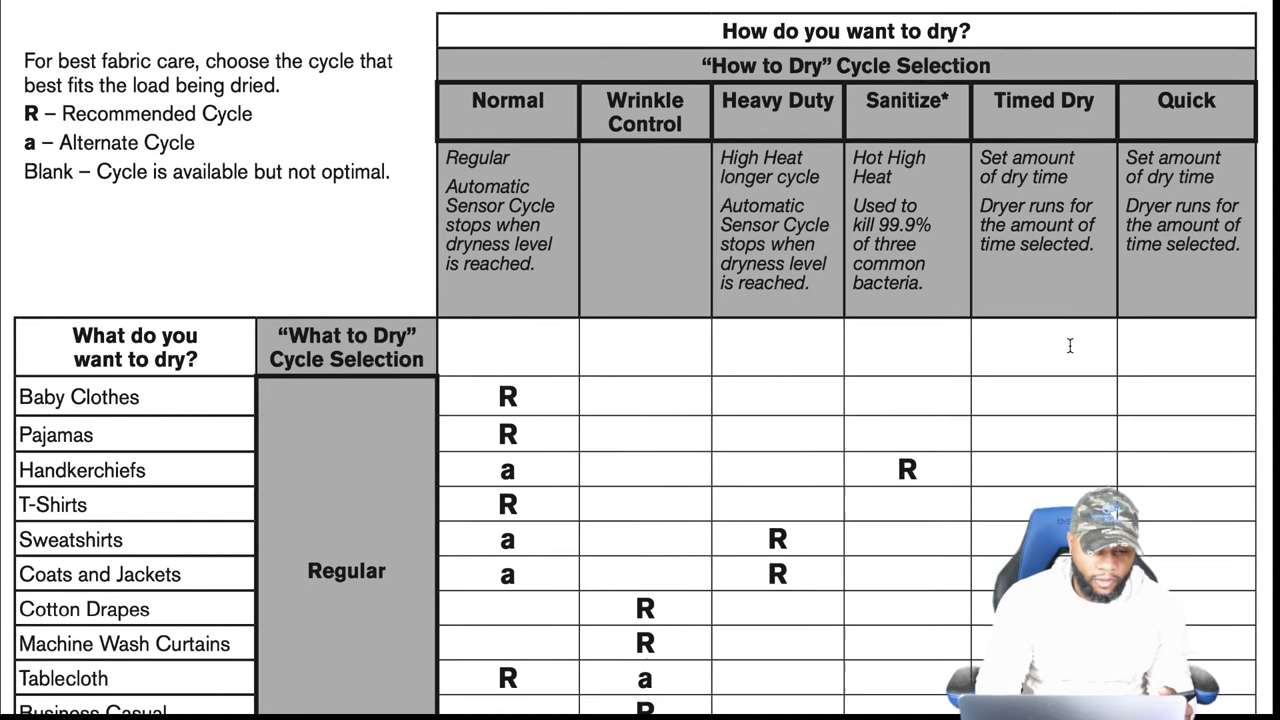 How do you want to dry?
For best fabric care, choose the cycle that
best fits the load being dried.
R – Recommended Cycle
a – Alternate Cycle
Blank – Cycle is available but not optimal.
“How to Dry” Cycle Selection
Normal
Wrinkle
Control
Heavy Duty
Sanitize*
Timed Dry
Quick
Regular
Automatic
Sensor Cycle
stops when
dryness level
is reached.
High Heat
longer cycle
Automatic
Sensor Cycle
stops when
dryness level
is reached.
Hot High
Heat
Used to
kill 99.9%
of three
common
bacteria.
Set amount
of dry time
Dryer runs for
the amount of
time selected.
Set amount
of dry time
Dryer runs for
the amount of
time selected.
What do you
want to dry?
“What to Dry”
Cycle Selection
Baby Clothes R
Pajamas R
Handkerchiefs a R
T-Shirts R
Sweatshirts a R
Regular
Coats and Jackets a R
Cotton Drapes R
Machine Wash Curtains R
Tablecloth R a
Business Casual R